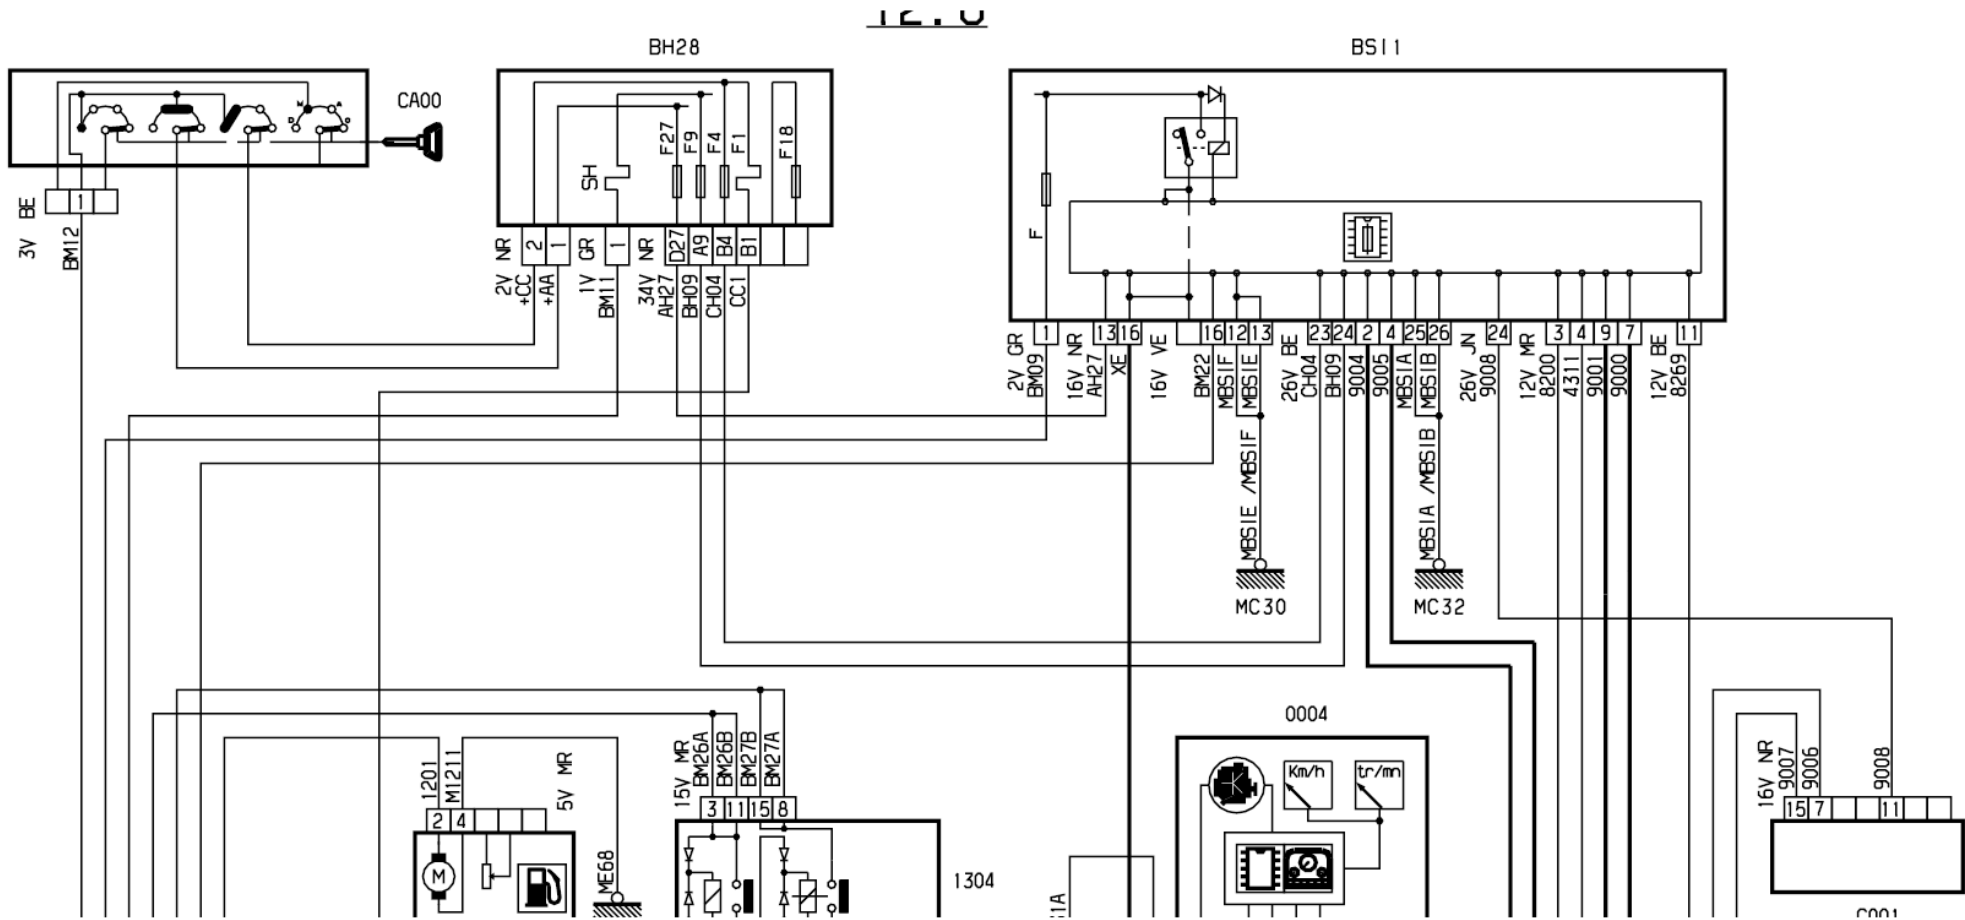 12.0
BH28
BSI1
CA00
M
A
D
D
SH
F27
F9
F4
F1
F18
F
3V BE
1
BM12
2V NR
2
1
+CC
+AA
1V GR
1
BM11
34V NR
D27
A9
B4
B1
AH27
BH09
CH04
CC1
2V GR
1
BM09
16V NR
13
16
AH27
XE
16V VE
16
12
13
BM22
MBSIF
MBSIE
26V BE
23
24
2
4
25
26
CH04
BH09
9004
9005
MBSIA
MBSIB
26V JN
24
9008
12V MR
3
4
9
7
8200
4311
9001
9000
12V BE
11
8269
MBSIE /MBSIF
MBSIA /MBSIB
MC30
MC32
0004
Km/h
tr/mn
K
1201
M1211
5V MR
2
4
M
ME68
15V MR
BM26A
BM26B
BM27B
BM27A
3
11
15
8
1304
16V NR
9007
9006
9008
15
7
11
C001